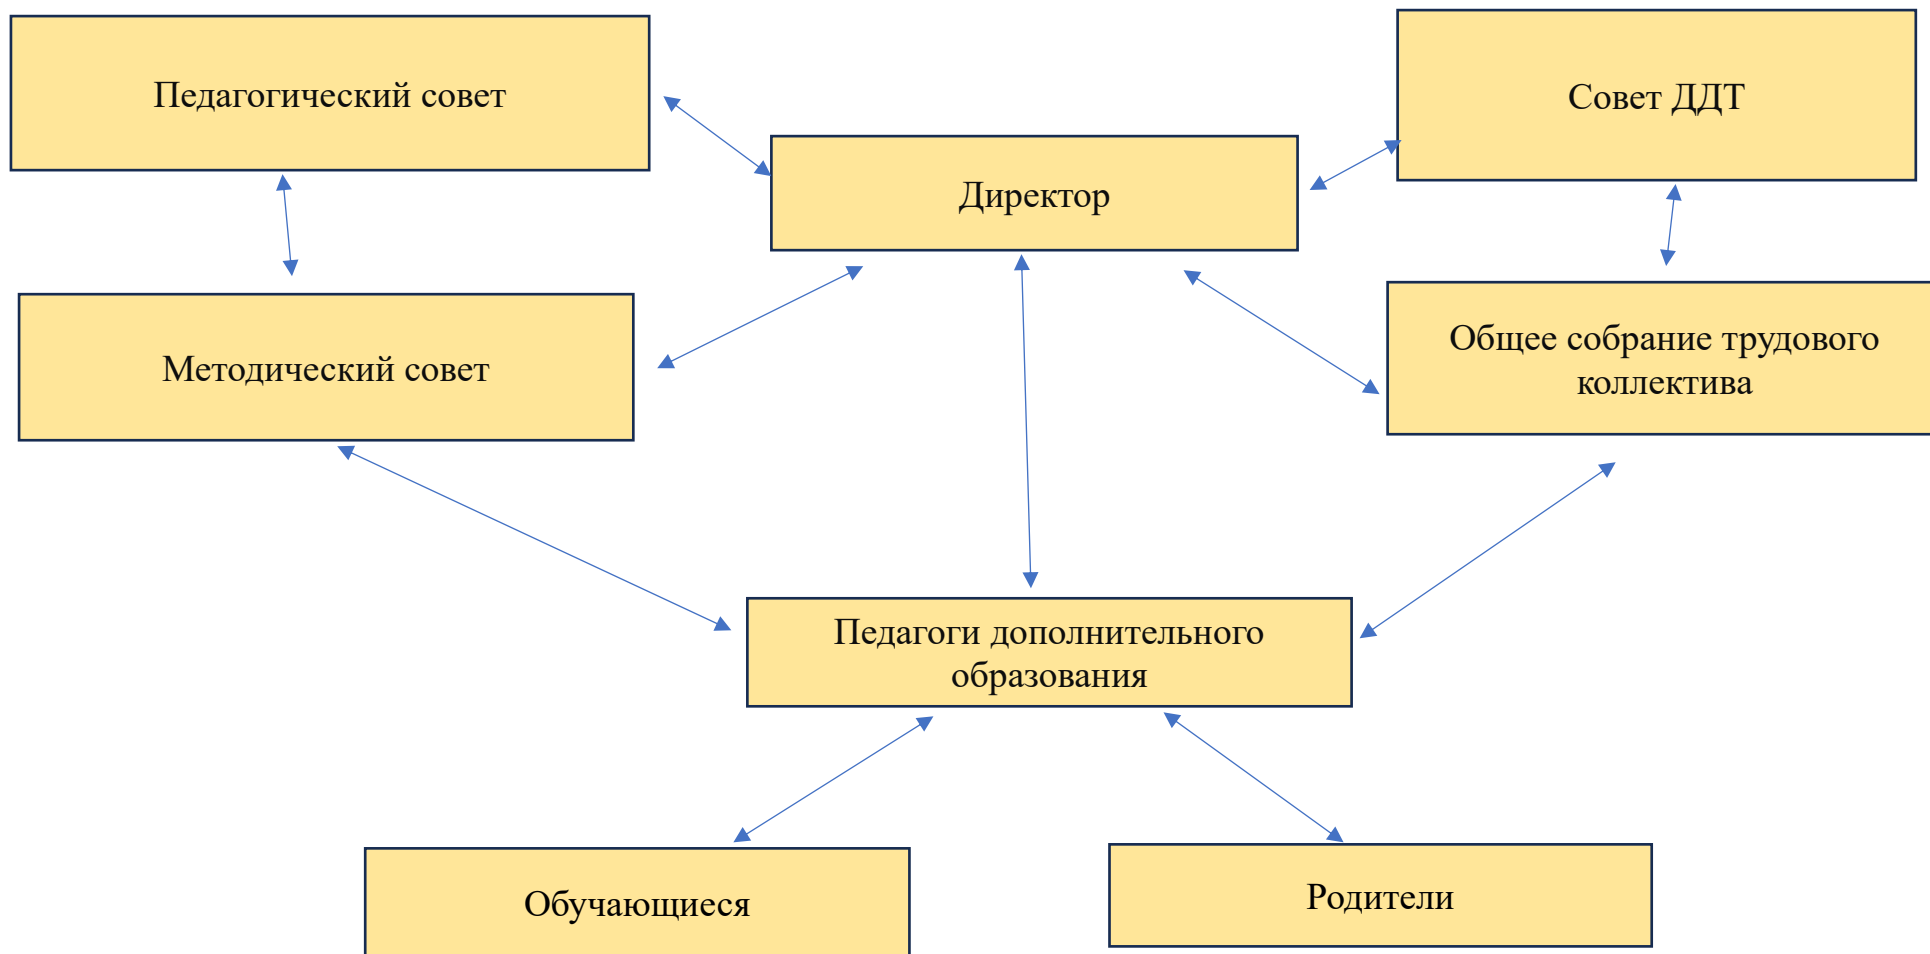 Педагогический совет
Совет ДДТ
Директор
Методический совет
Общее собрание трудового
коллектива
Педагоги дополнительного
образования
Обучающиеся
Родители